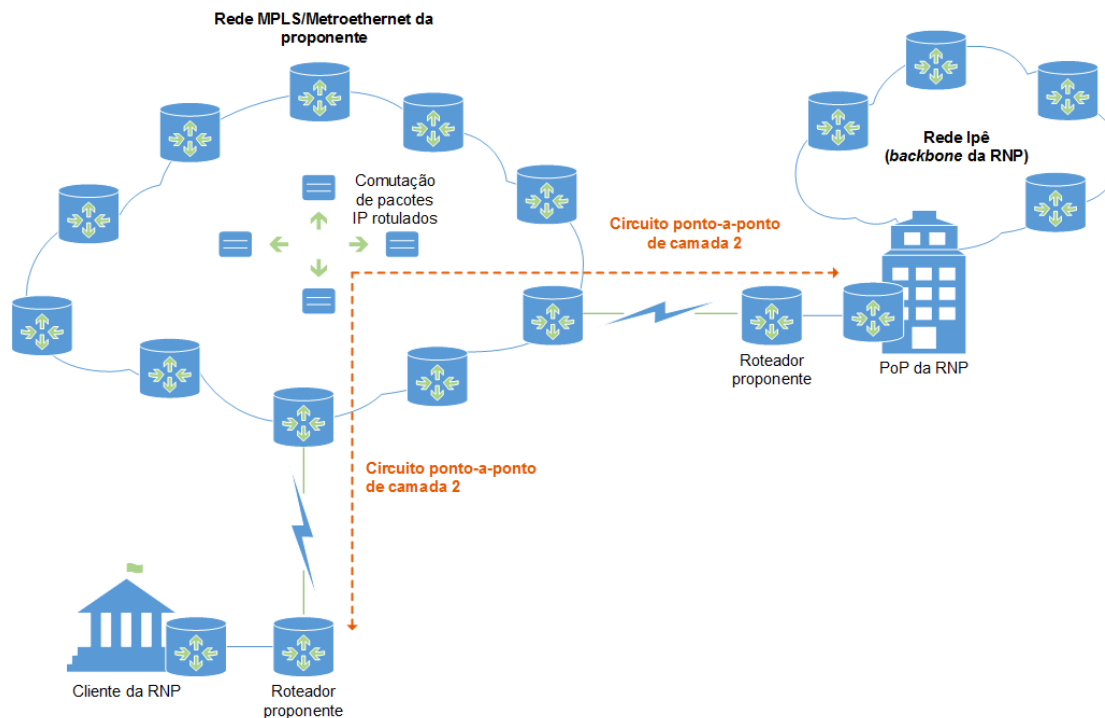 Rede MPLS/Metroethernet da
proponente
Rede Ipê
(backbone da RNP)
Comutação
de pacotes
IP rotulados
Circuito ponto-a-ponto
de camada 2
Roteador
proponente
PoP da RNP
Circuito ponto-a-ponto
de camada 2
Cliente da RNP
Roteador
proponente